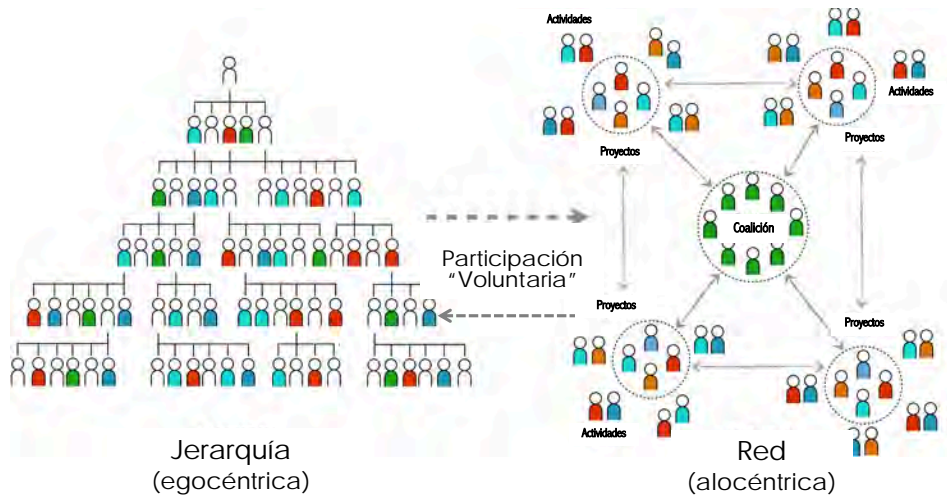 Actividades
Actividades
Proyectos
Proyectos
Coalición
Participación
“Voluntaria”
Proyectos
Proyectos
Actividades
Jerarquía
(egocéntrica)
Red
(alocéntrica)